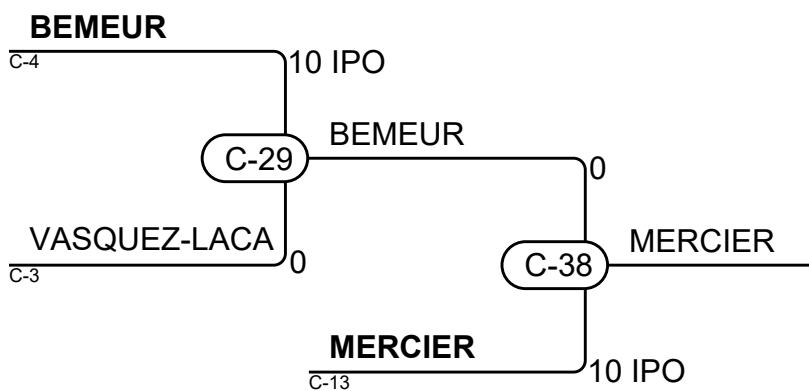 BEMEUR
C-4
10 IPO
C-29
BEMEUR
0
VASQUEZ-LACA
C-3
0
C-38
MERCIER
MERCIER
C-13
10 IPO